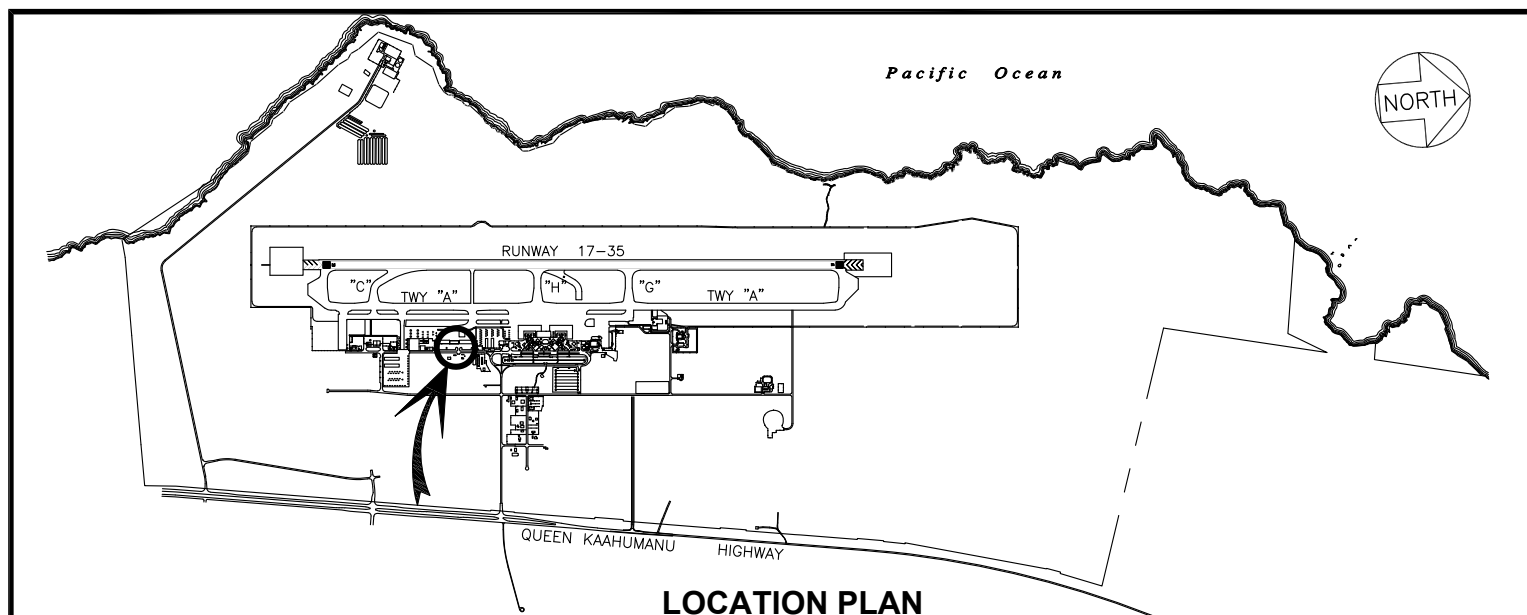 Pacific Ocean
NORTH
RUNWAY 17-35
"C"
TWY "A"
"H"
"G"
TWY "A"
QUEEN KAAHUMANU HIGHWAY
LOCATION PLAN